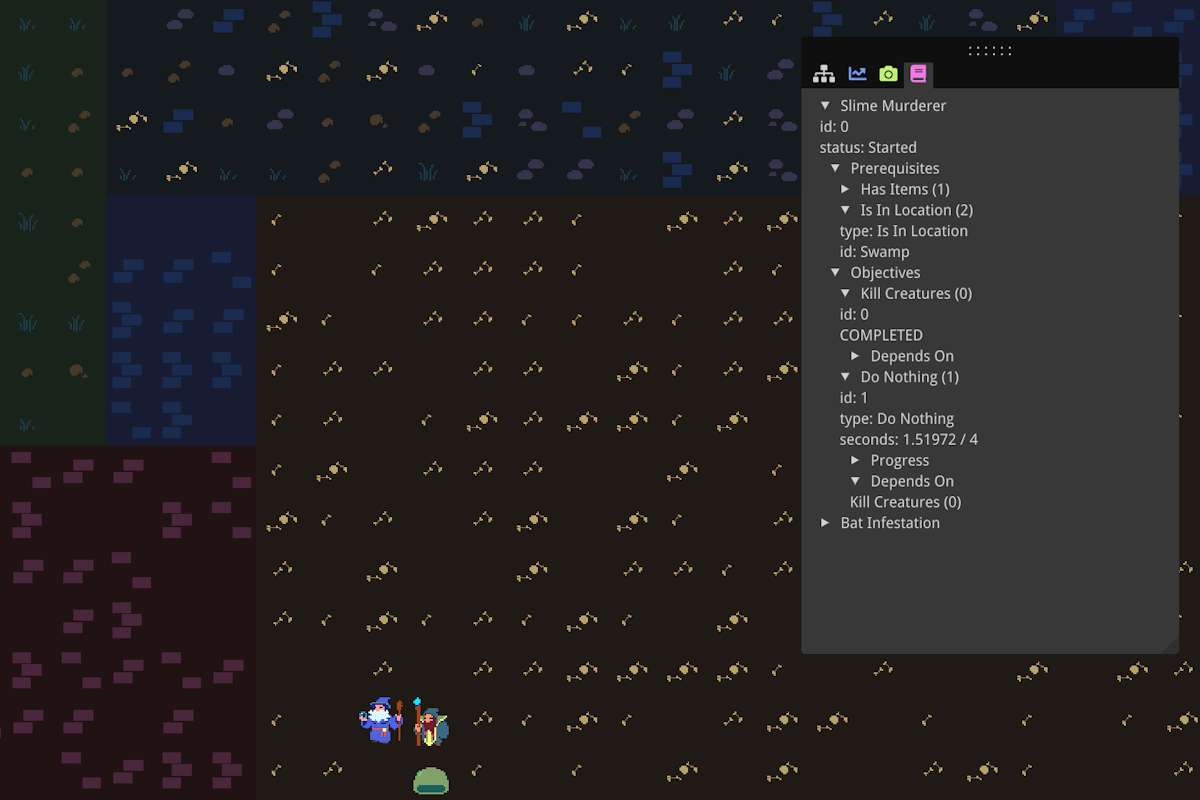 Slime Murderer
id: 0
status: Started
Prerequisites
Has Items (1)
Is In Location (2)
type: Is In Location
id: Swamp
Objectives
Kill Creatures (0)
id: 0
COMPLETED
Depends On
Do Nothing (1)
id: 1
type: Do Nothing
seconds: 1.51972 / 4
Progress
Depends On
Kill Creatures (0)
Bat Infestation